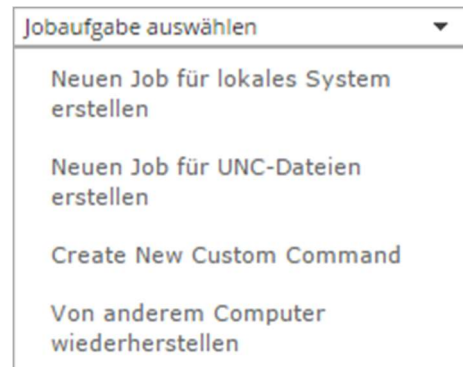 Jobaufgabe auswählen
Neuen Job für lokales System
erstellen
Neuen Job für UNC-Dateien
erstellen
Create New Custom Command
Von anderem Computer
wiederherstellen